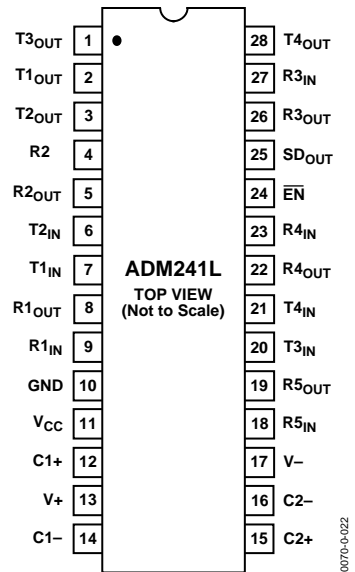 T3OUT 1 28 T4OUT
T1OUT 2 27 R3IN
T2OUT 3 26 R3OUT
R2 4 25 SDOUT
R2OUT 5 24 EN
T2IN 6 23 R4IN
T1IN 7 ADM241L 22 R4OUT
TOP VIEW
R1OUT 8 (Not to Scale) 21 T4IN
R1IN 9 20 T3IN
GND 10 19 R5OUT
VCC 11 18 R5IN
C1+ 12 17 V–
V+ 13 16 C2–
C1– 14 15 C2+
0070-0-022